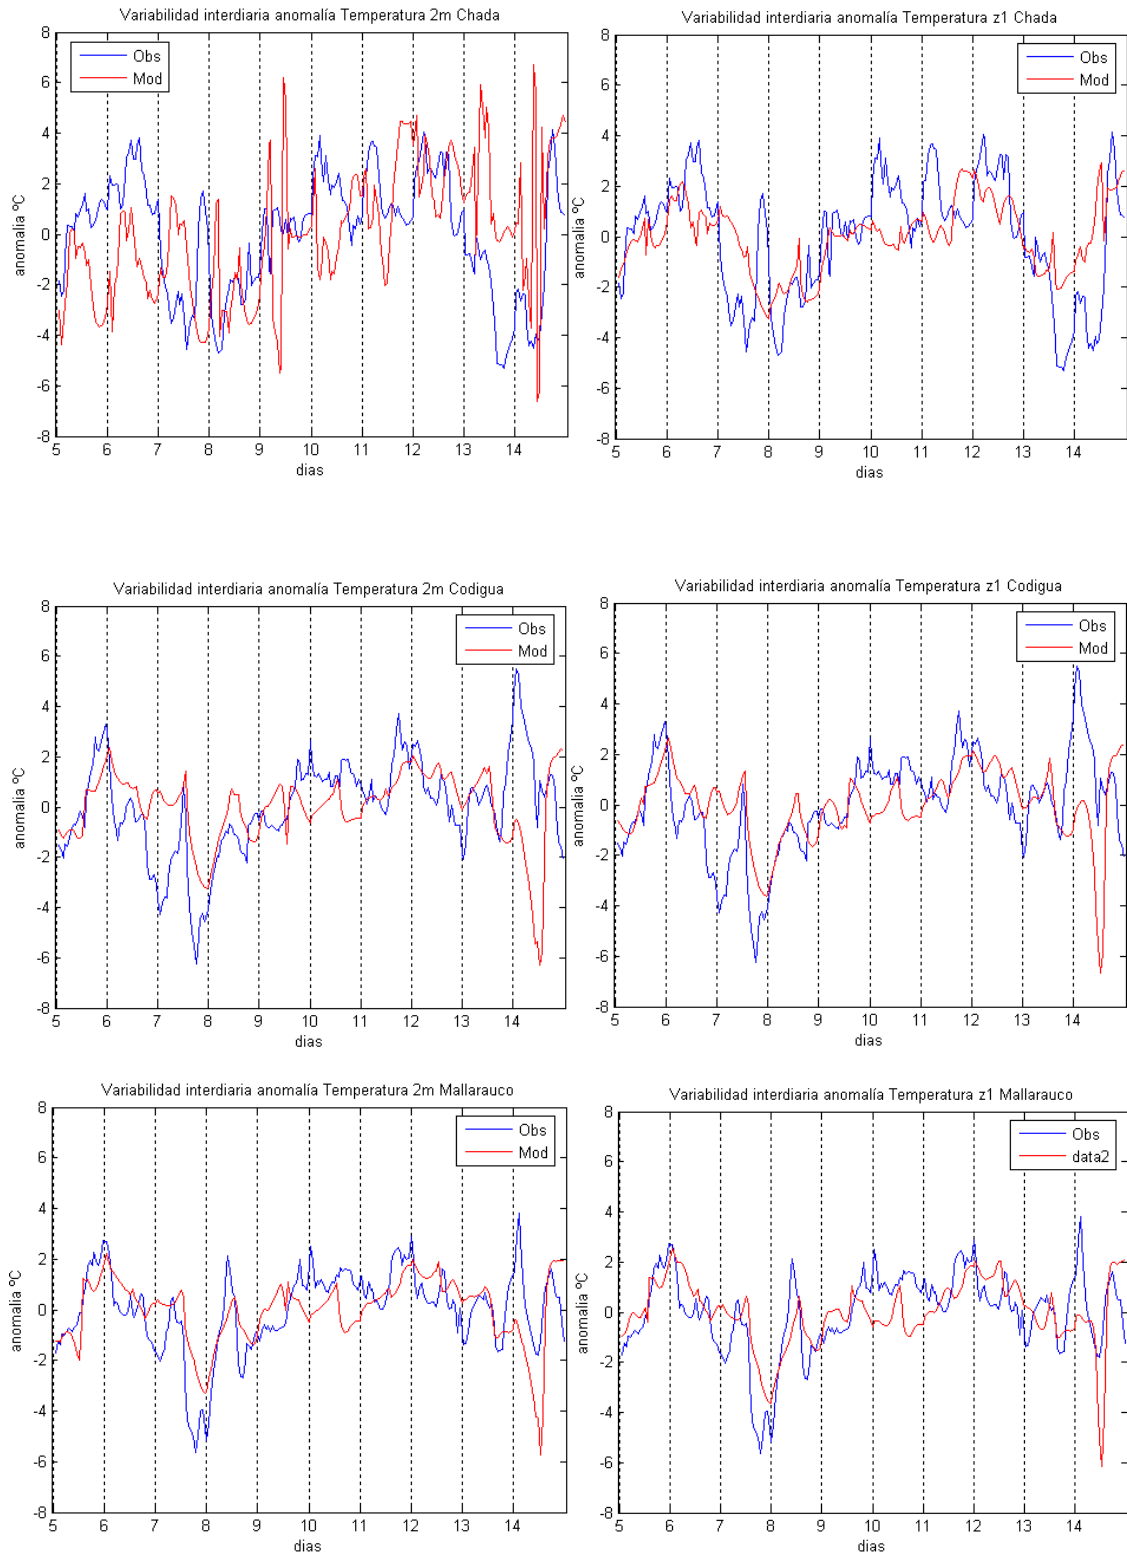 Variabilidad interdiaria anomalía Temperatura 2m Chada
8
6
4
2
0
-2
-4
-6
-8
anomalia ºC
Obs
Mod
5 6 7 8 9 10 11 12 13 14
dias
Variabilidad interdiaria anomalía Temperatura z1 Chada
8
6
4
2
0
-2
-4
-6
-8
anomalia ºC
Obs
Mod
5 6 7 8 9 10 11 12 13 14
dias
Variabilidad interdiaria anomalía Temperatura 2m Codigua
8
6
4
2
0
-2
-4
-6
-8
anomalia ºC
Obs
Mod
5 6 7 8 9 10 11 12 13 14
dias
Variabilidad interdiaria anomalía Temperatura z1 Codigua
8
6
4
2
0
-2
-4
-6
-8
anomalia ºC
Obs
Mod
5 6 7 8 9 10 11 12 13 14
dias
Variabilidad interdiaria anomalía Temperatura 2m Mallarauco
8
6
4
2
0
-2
-4
-6
-8
anomalia ºC
Obs
Mod
5 6 7 8 9 10 11 12 13 14
dias
Variabilidad interdiaria anomalía Temperatura z1 Mallarauco
8
6
4
2
0
-2
-4
-6
-8
anomalia ºC
Obs
data2
5 6 7 8 9 10 11 12 13 14
dias